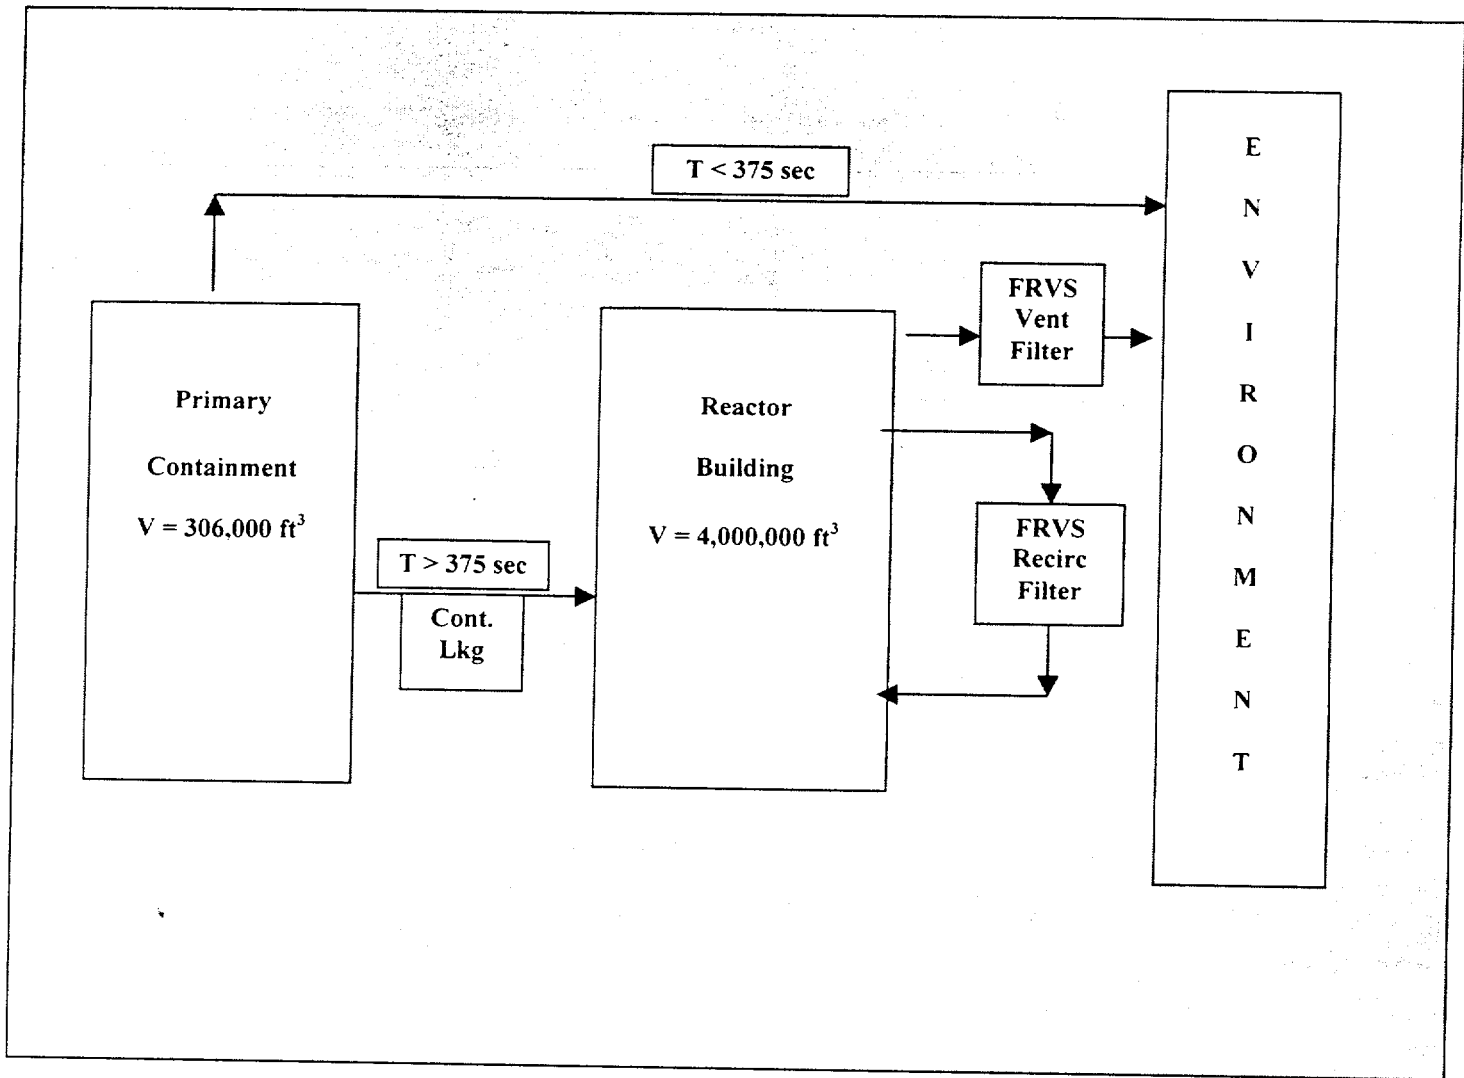 T < 375 sec
Primary
Containment
V = 306,000 ft³
T > 375 sec
Cont.
Lkg
Reactor
Building
V = 4,000,000 ft³
FRVS
Vent
Filter
FRVS
Recirc
Filter
E
N
V
I
R
O
N
M
E
N
T